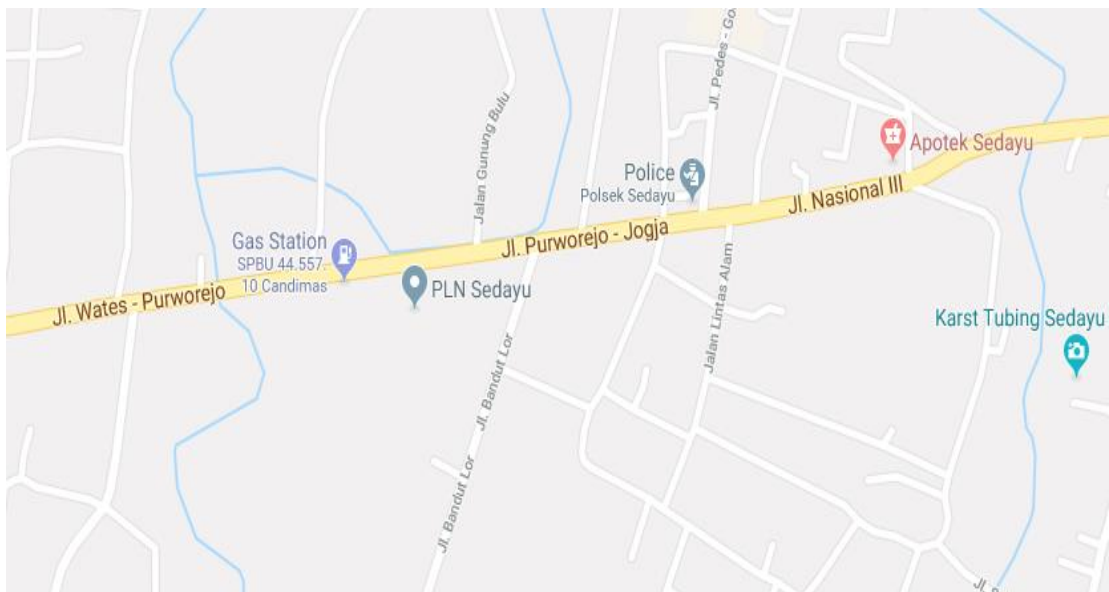 Jl. Pedes - Go
Jalan Gunung Bulu
Apotek Sedayu
Police
Polsek Sedayu
Jl. Nasional III
Jl. Purworejo - Jogja
Gas Station
SPBU 44.557.
10 Candimas
PLN Sedayu
Jl. Wates - Purworejo
Jalan Lintas Alam
Karst Tubing Sedayu
Jl. Bandut Lor
Jl. Bandut Lor
Jl.